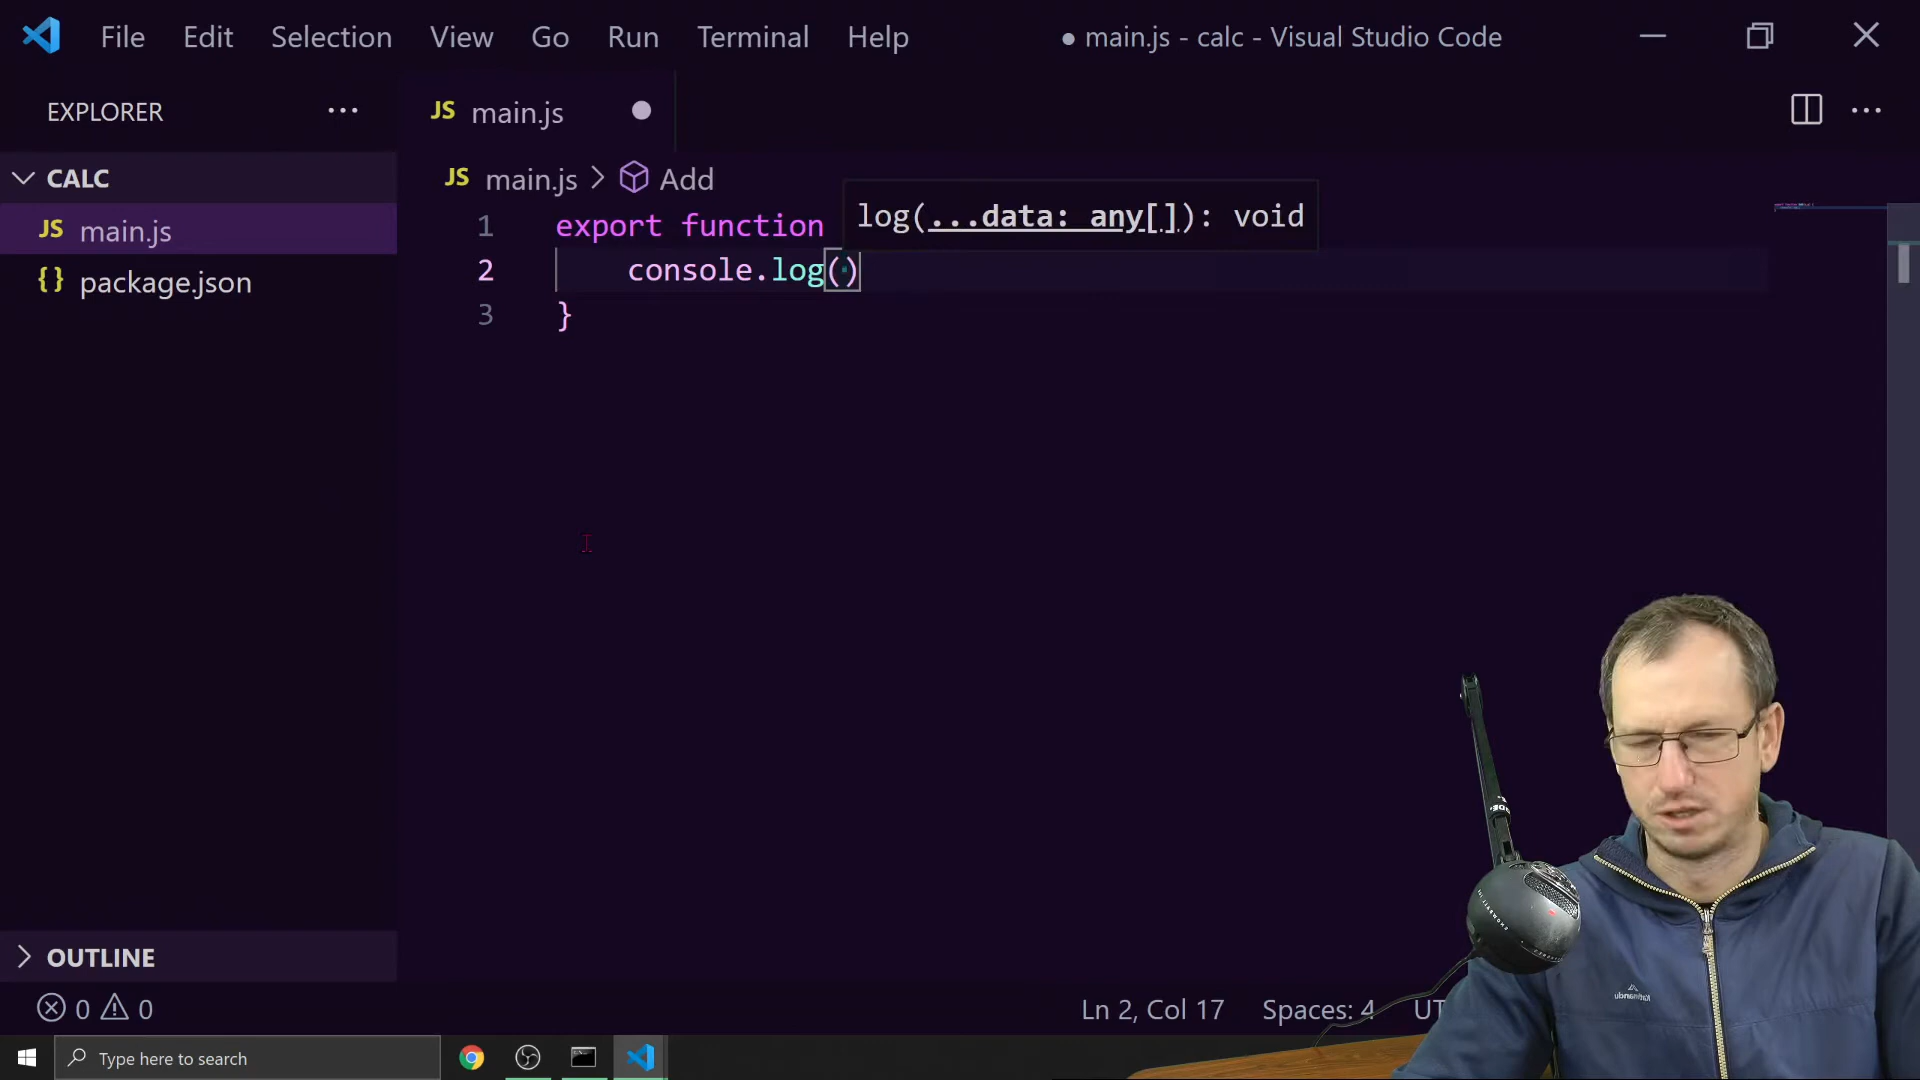 File Edit Selection View Go Run Terminal Help ● main.js - calc - Visual Studio Code
EXPLORER ···
JS main.js
CALC
JS main.js > Add
JS main.js
{} package.json
1 export function
log(...data: any[]): void
2 console.log()
3 }
OUTLINE
0 0
Ln 2, Col 17 Spaces: 4 UT
Type here to search